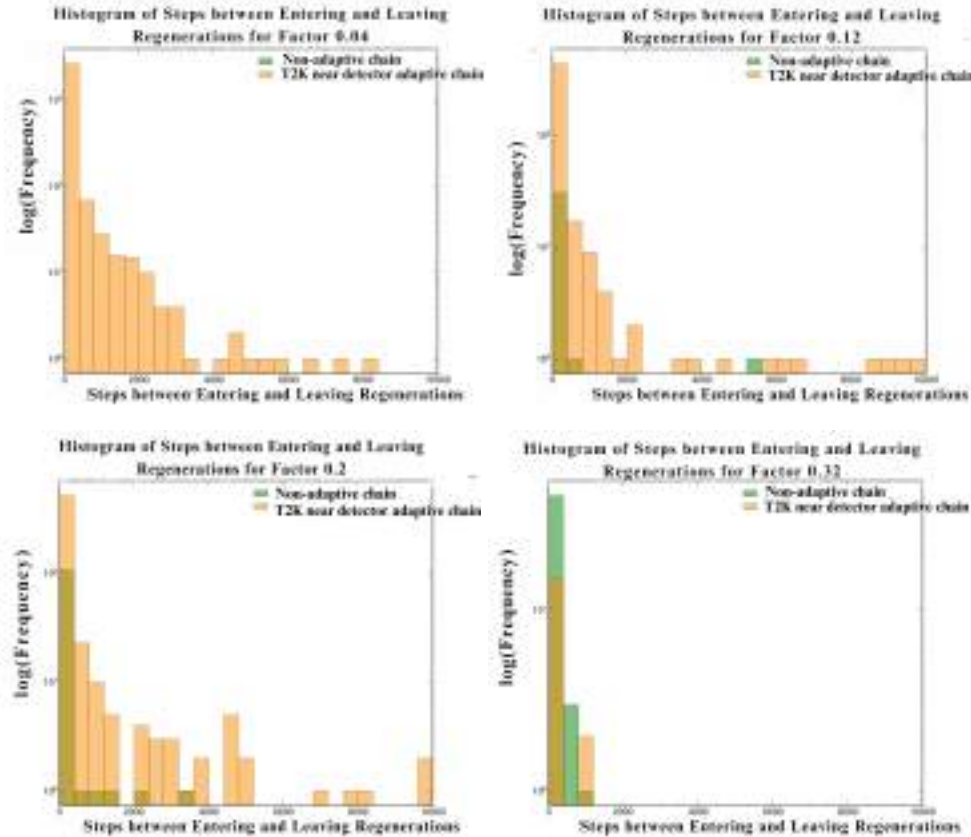 Histogram of Steps between Entering and Leaving
Regenerations for Factor 0.04
Non-adaptive chain
T2K near detector adaptive chain
log(Frequency)
Steps between Entering and Leaving Regenerations
Histogram of Steps between Entering and Leaving
Regenerations for Factor 0.12
Non-adaptive chain
T2K near detector adaptive chain
log(Frequency)
0
2000
4000
6000
8000
Steps between Entering and Leaving Regenerations
Histogram of Steps between Entering and Leaving
Regenerations for Factor 0.2
Non-adaptive chain
T2K near detector adaptive chain
log(Frequency)
Steps between Entering and Leaving Regenerations
Histogram of Steps between Entering and Leaving
Regenerations for Factor 0.32
Non-adaptive chain
T2K near detector adaptive chain
log(Frequency)
Steps between Entering and Leaving Regenerations